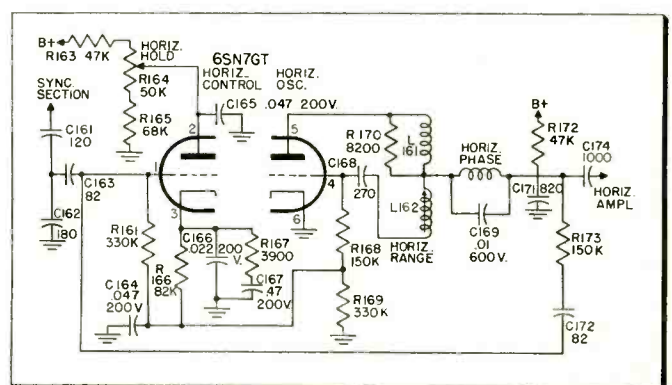 B+
R163 47K
HORIZ.
HOLD
R164
50K
R165
68K
6SN7GT
HORIZ.
CONTROL
HORIZ.
OSC.
C165
.047 200V.
SYNC.
SECTION
C161
120
C162
180
C163
82
1
2
3
4
5
6
R161
330K
C164
.047
200V
R
166
82K
C166
.022
200
V.
R167
3900
C167
.47
200V.
C168
270
R168
150K
R169
330K
R170
8200
L
161
L162
HORIZ.
RANGE
HORIZ.
PHASE
C169
.01
600V.
B+
R172
47K
C171
820
C174
1000
HORIZ.
AMPL
R173
150K
C172
82